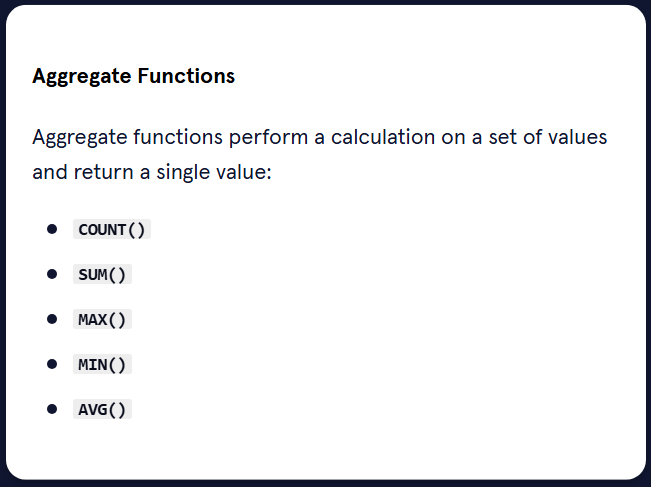 Aggregate Functions
Aggregate functions perform a calculation on a set of values
and return a single value:
COUNT()
SUM()
MAX()
MIN()
AVG()